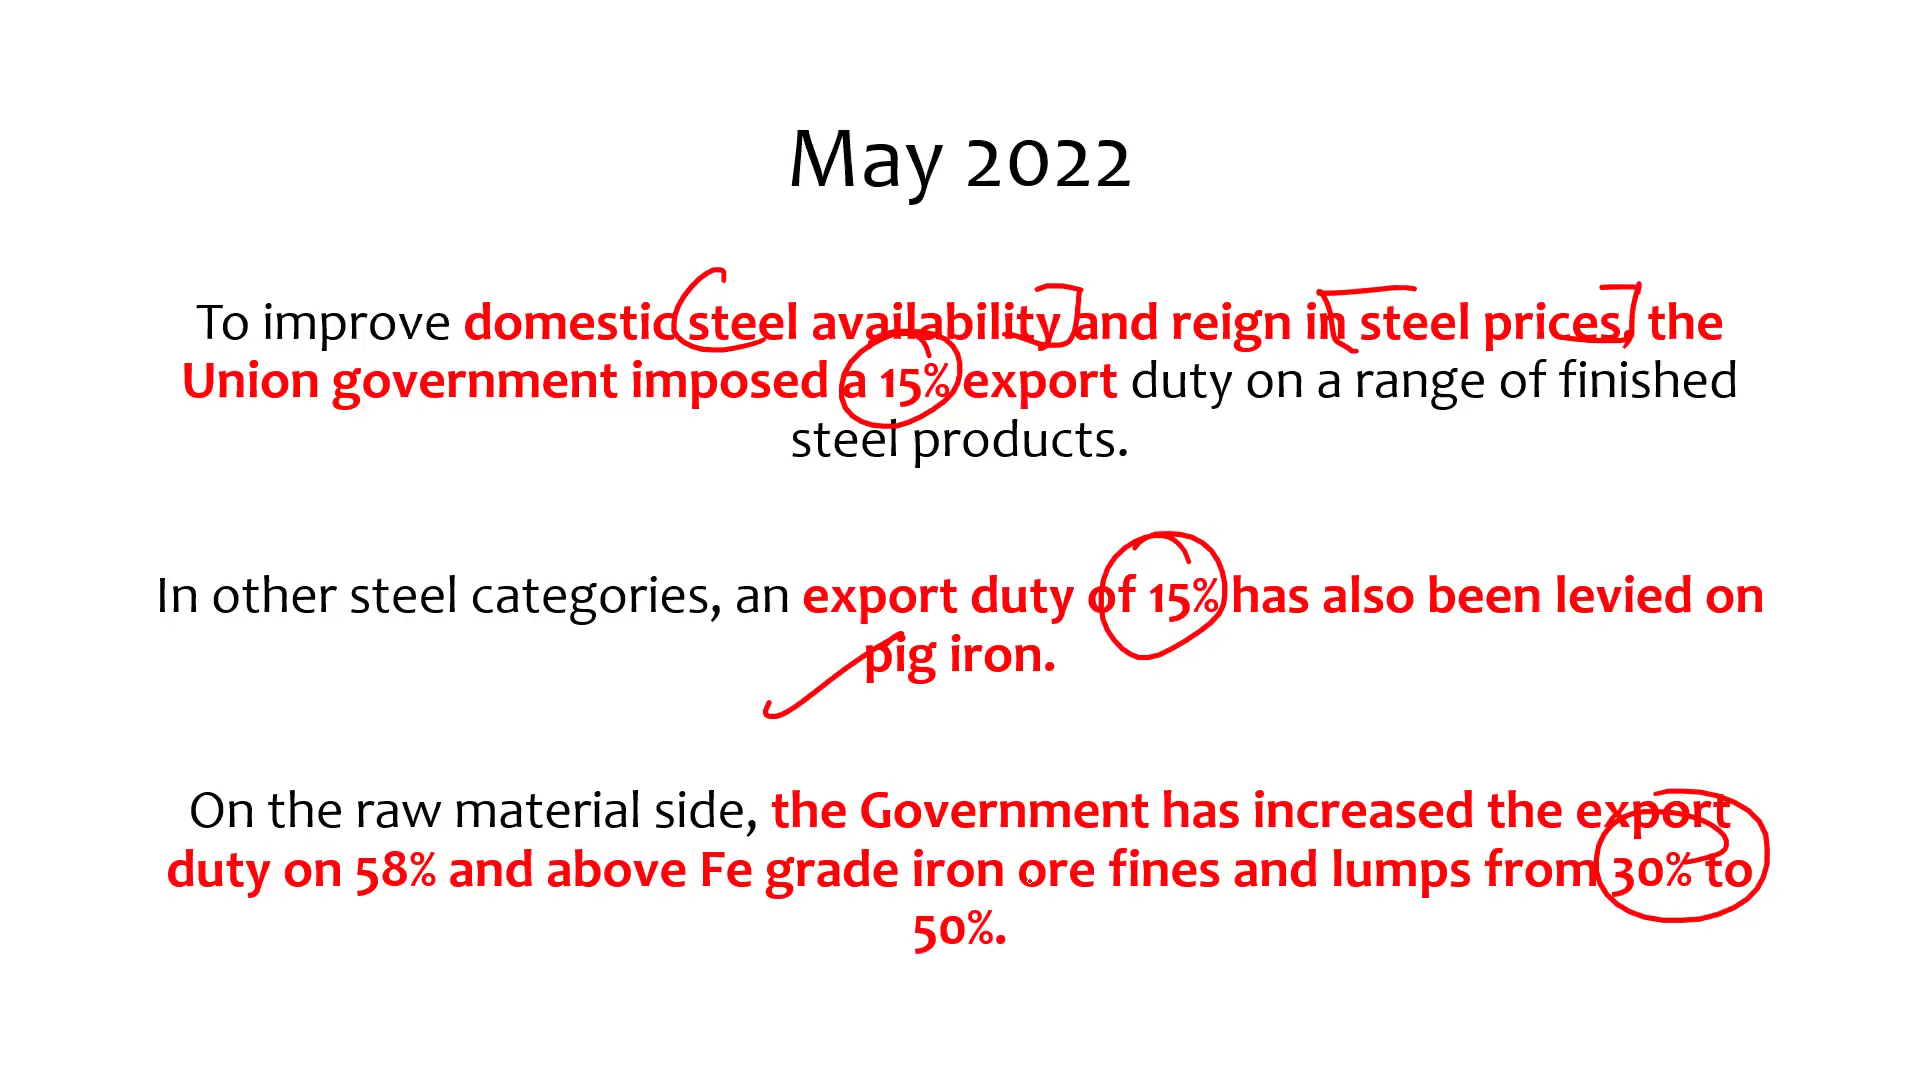 May 2022
To improve domestic steel availability and reign in steel prices, the
Union government imposed a 15% export duty on a range of finished
steel products.
In other steel categories, an export duty of 15% has also been levied on
pig iron.
On the raw material side, the Government has increased the export
duty on 58% and above Fe grade iron ore fines and lumps from 30% to
50%.